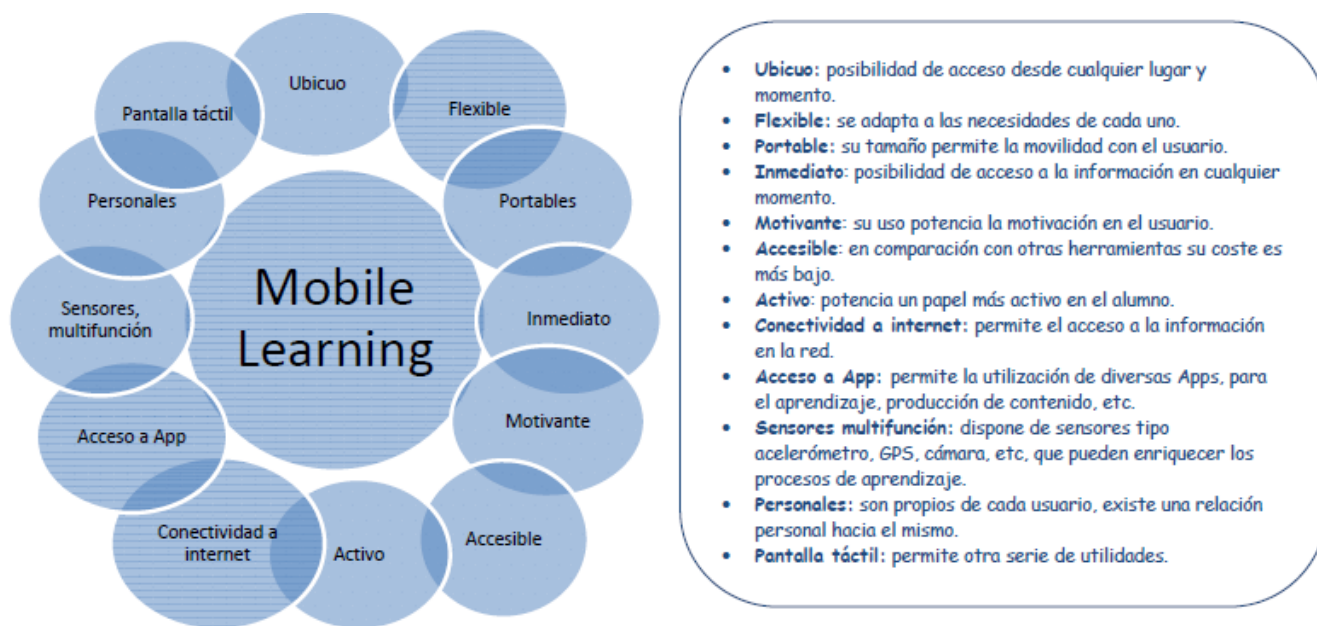 Ubicuo
Flexible
Portables
Inmediato
Motivante
Accesible
Activo
Conectividad a
internet
Acceso a App
Sensores,
multifunción
Personales
Pantalla táctil
Mobile
Learning
• Ubicuo: posibilidad de acceso desde cualquier lugar y
momento.
• Flexible: se adapta a las necesidades de cada uno.
• Portable: su tamaño permite la movilidad con el usuario.
• Inmediato: posibilidad de acceso a la información en cualquier
momento.
• Motivante: su uso potencia la motivación en el usuario.
• Accesible: en comparación con otras herramientas su coste es
más bajo.
• Activo: potencia un papel más activo en el alumno.
• Conectividad a internet: permite el acceso a la información
en la red.
• Acceso a App: permite la utilización de diversas Apps, para
el aprendizaje, producción de contenido, etc.
• Sensores multifunción: dispone de sensores tipo
acelerómetro, GPS, cámara, etc, que pueden enriquecer los
procesos de aprendizaje.
• Personales: son propios de cada usuario, existe una relación
personal hacia el mismo.
• Pantalla táctil: permite otra serie de utilidades.